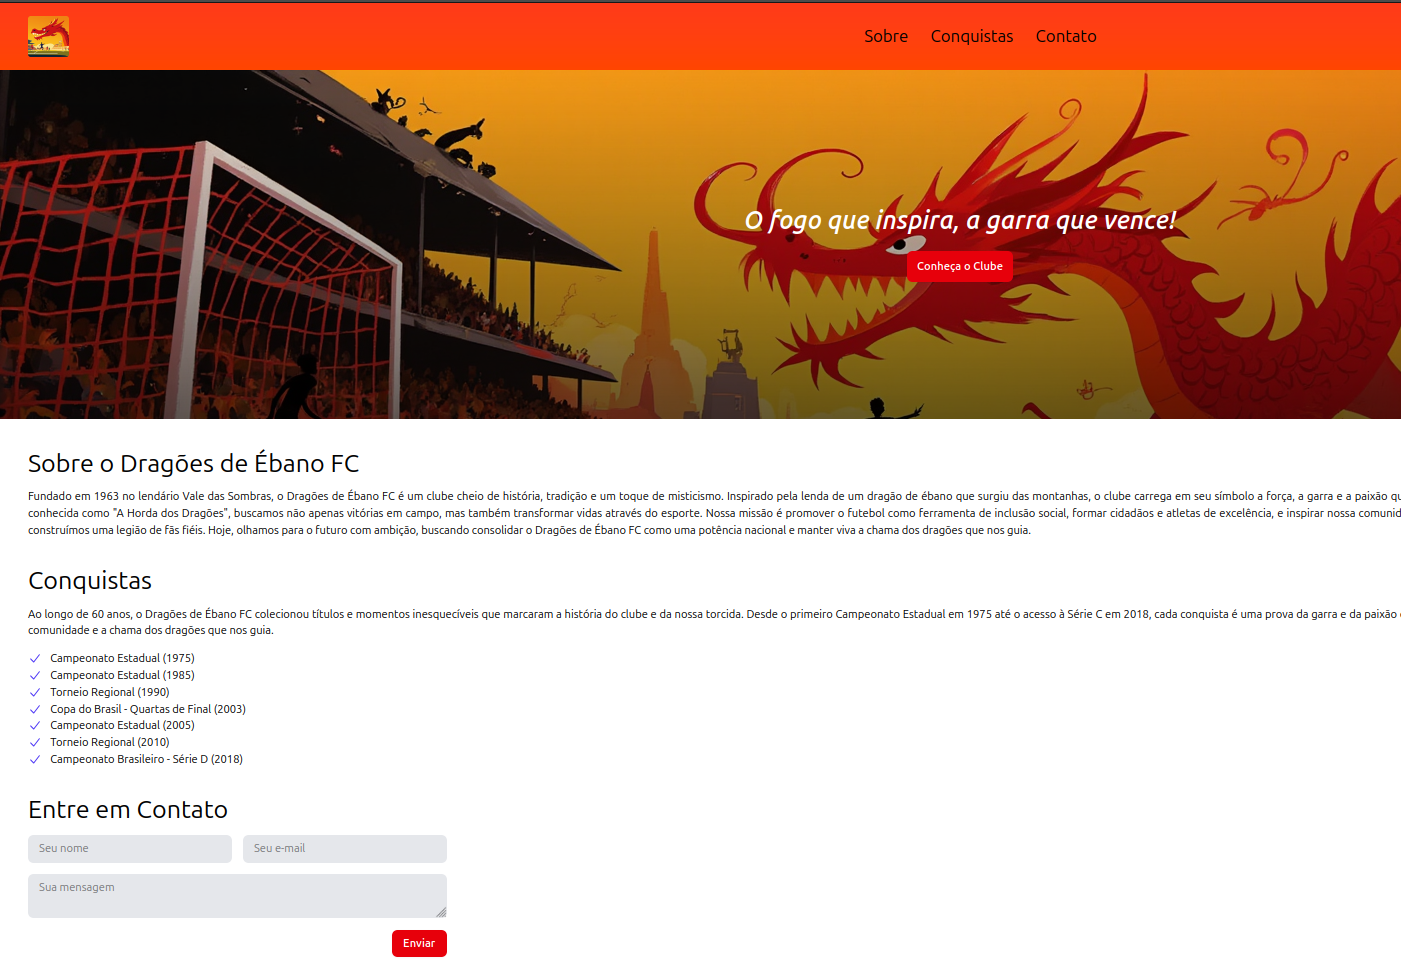 Sobre Conquistas Contato
O fogo que inspira, a garra que vence!
Conheça o Clube
Sobre o Dragões de Ébano FC
Fundado em 1963 no lendário Vale das Sombras, o Dragões de Ébano FC é um clube cheio de história, tradição e um toque de misticismo. Inspirado pela lenda de um dragão de ébano que surgiu das montanhas, o clube carrega em seu símbolo a força, a garra e a paixão
conhecida como "A Horda dos Dragões", buscamos não apenas vitórias em campo, mas também transformar vidas através do esporte. Nossa missão é promover o futebol como ferramenta de inclusão social, formar cidadãos e atletas de excelência, e inspirar nossa
construímos uma legião de fãs fiéis. Hoje, olhamos para o futuro com ambição, buscando consolidar o Dragões de Ébano FC como uma potência nacional e manter viva a chama dos dragões que nos guia.
Conquistas
Ao longo de 60 anos, o Dragões de Ébano FC colecionou títulos e momentos inesquecíveis que marcaram a história do clube e da nossa torcida. Desde o primeiro Campeonato Estadual em 1975 até o acesso à Série C em 2018, cada conquista é uma prova da garra e da paixão
comunidade e a chama dos dragões que nos guia.
Campeonato Estadual (1975)
Campeonato Estadual (1985)
Torneio Regional (1990)
Copa do Brasil - Quartas de Final (2003)
Campeonato Estadual (2005)
Torneio Regional (2010)
Campeonato Brasileiro - Série D (2018)
Entre em Contato
Seu nome Seu e-mail
Sua mensagem
Enviar